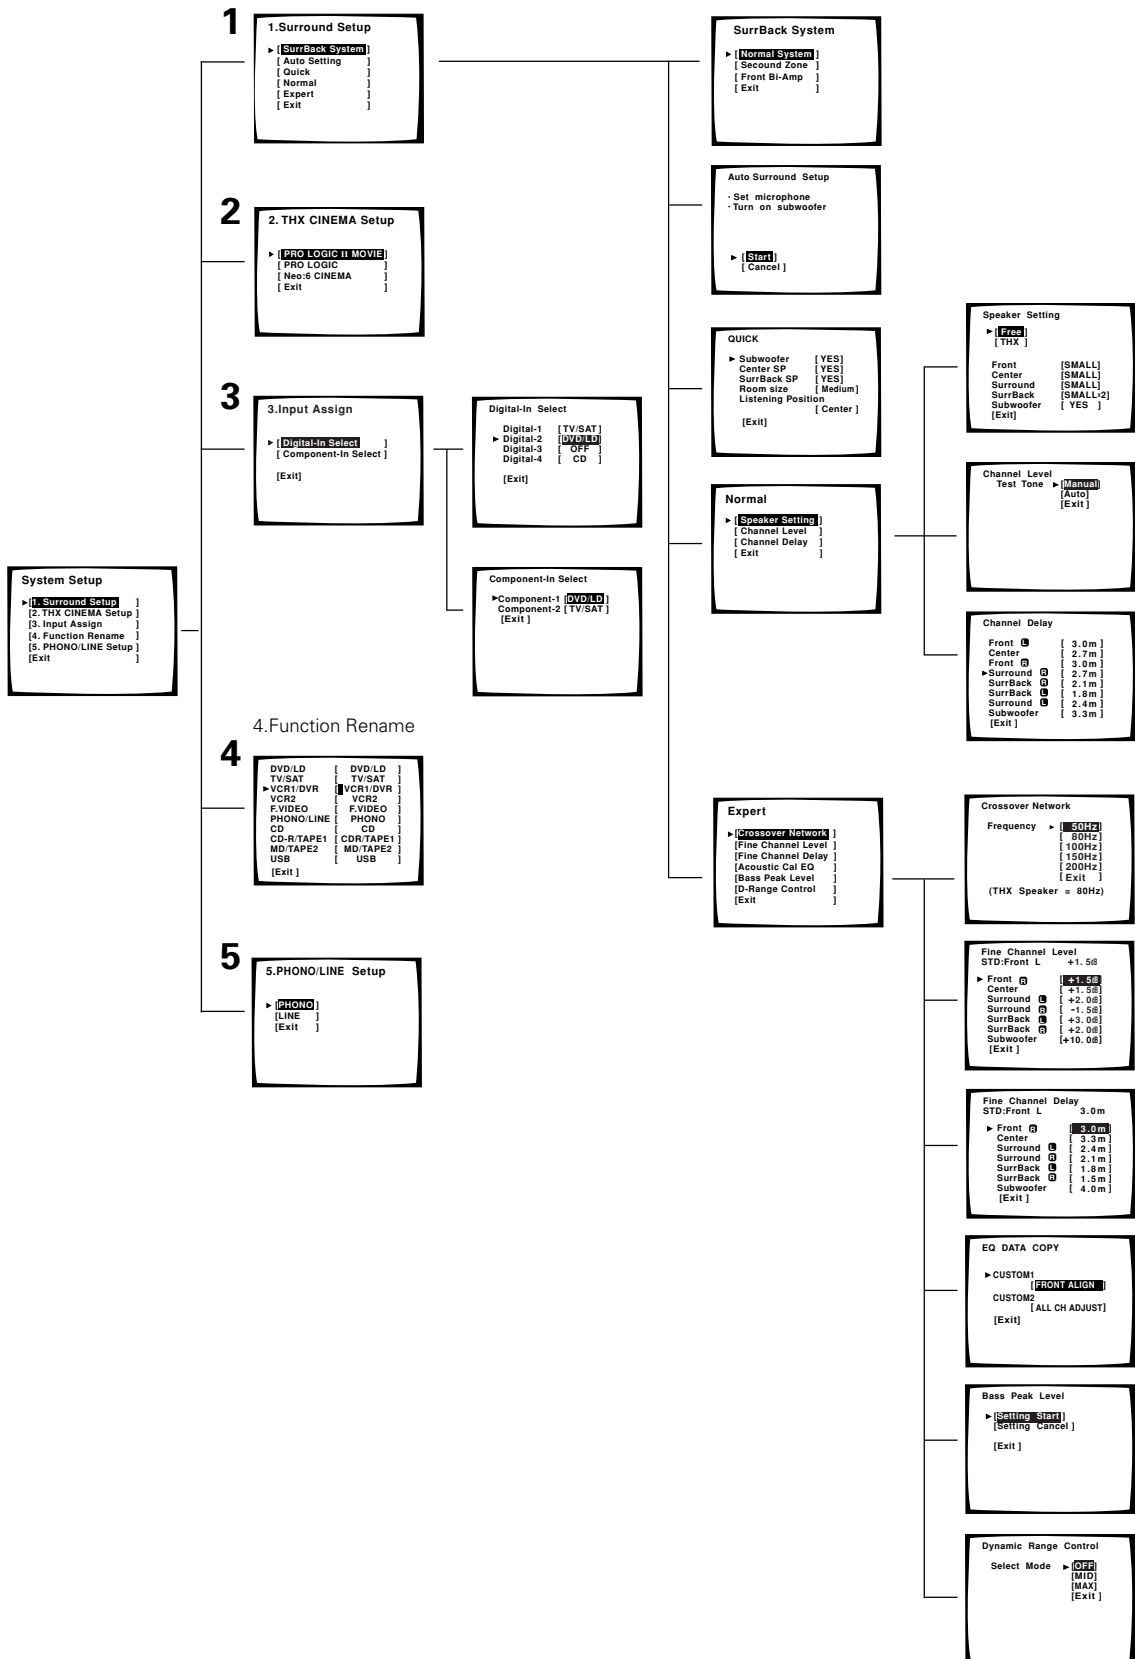 System Setup
►[1. Surround Setup ]
[2. THX CINEMA Setup ]
[3. Input Assign ]
[4. Function Rename ]
[5. PHONO/LINE Setup ]
[Exit ]
1
1.Surround Setup
► [ SurrBack System ]
[ Auto Setting ]
[ Quick ]
[ Normal ]
[ Expert ]
[ Exit ]
2
2. THX CINEMA Setup
► [ PRO LOGIC II MOVIE ]
[ PRO LOGIC ]
[ Neo:6 CINEMA ]
[ Exit ]
3
3.Input Assign
► [ Digital-In Select ]
[ Component-In Select ]
[Exit]
Digital-In Select
Digital-1 [ TV/SAT ]
► Digital-2 [DVD/LD]
Digital-3 [ OFF ]
Digital-4 [ CD ]
[Exit]
Component-In Select
►Component-1 [DVD/LD ]
Component-2 [ TV/SAT ]
[Exit ]
4.Function Rename
4
DVD/LD [ DVD/LD ]
TV/SAT [ TV/SAT ]
►VCR1/DVR [ VCR1/DVR ]
VCR2 [ VCR2 ]
F.VIDEO [ F.VIDEO ]
PHONO/LINE [ PHONO ]
CD [ CD ]
CD-R/TAPE1 [ CDR/TAPE1 ]
MD/TAPE2 [ MD/TAPE2 ]
USB [ USB ]
[Exit ]
5
5.PHONO/LINE Setup
► [PHONO ]
[LINE ]
[Exit ]
SurrBack System
► [ Normal System ]
[ Secound Zone ]
[ Front Bi-Amp ]
[ Exit ]
Auto Surround Setup
· Set microphone
· Turn on subwoofer
► [ Start ]
[ Cancel ]
QUICK
► Subwoofer [ YES]
Center SP [ YES]
SurrBack SP [ YES]
Room size [ Medium]
Listening Position
[ Center ]
[Exit]
Normal
► [ Speaker Setting ]
[ Channel Level ]
[ Channel Delay ]
[ Exit ]
Speaker Setting
► [ Free ]
[ THX ]
Front [SMALL]
Center [SMALL]
Surround [SMALL]
SurrBack [SMALL×2]
Subwoofer [ YES ]
[Exit]
Channel Level
Test Tone ► [Manual]
[Auto]
[Exit ]
Channel Delay
Front L [ 3.0m ]
Center [ 2.7m ]
Front R [ 3.0m ]
►Surround R [ 2.7m ]
SurrBack R [ 2.1m ]
SurrBack L [ 1.8m ]
Surround L [ 2.4m ]
Subwoofer [ 3.3m ]
[Exit ]
Expert
►[Crossover Network ]
[Fine Channel Level ]
[Fine Channel Delay ]
[Acoustic Cal EQ ]
[Bass Peak Level ]
[D-Range Control ]
[Exit ]
Crossover Network
Frequency ► [ 50Hz]
[ 80Hz]
[ 100Hz]
[ 150Hz]
[ 200Hz]
[ Exit ]
(THX Speaker = 80Hz)
Fine Channel Level
STD:Front L +1. 5dB
► Front R [ +1. 5dB]
Center [ +1. 5dB]
Surround L [ +2. 0dB]
Surround R [ -1. 5dB]
SurrBack L [ +3. 0dB]
SurrBack R [ +2. 0dB]
Subwoofer [+10. 0dB]
[Exit ]
Fine Channel Delay
STD:Front L 3.0m
► Front R [ 3.0m ]
Center [ 3.3m ]
Surround L [ 2.4m ]
Surround R [ 2.1m ]
SurrBack L [ 1.8m ]
SurrBack R [ 1.5m ]
Subwoofer [ 4.0m ]
[Exit ]
EQ DATA COPY
► CUSTOM1
[ FRONT ALIGN ]
CUSTOM2
[ ALL CH ADJUST]
[Exit]
Bass Peak Level
► [Setting Start ]
[Setting Cancel ]
[Exit ]
Dynamic Range Control
Select Mode ► [OFF]
[MID]
[MAX]
[Exit ]